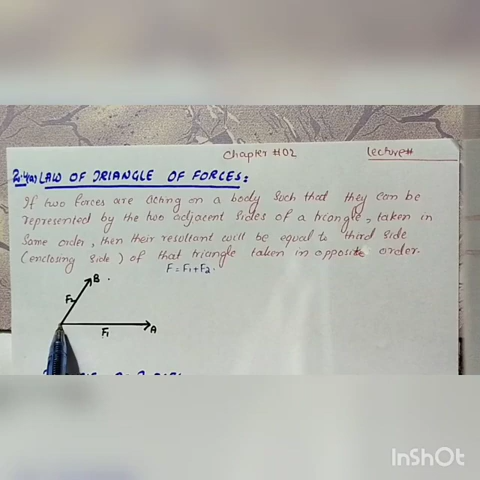 Chapter #02 lecture#
2.4(a) LAW OF TRIANGLE OF FORCES:
If two forces are acting on a body such that they can be
represented by the two adjacent sides of a triangle, taken in
same order, then their resultant will be equal to third side
(enclosing side) of that triangle taken in opposite order.
F = F1+F2.
B.
F2
A
F1
InShOt